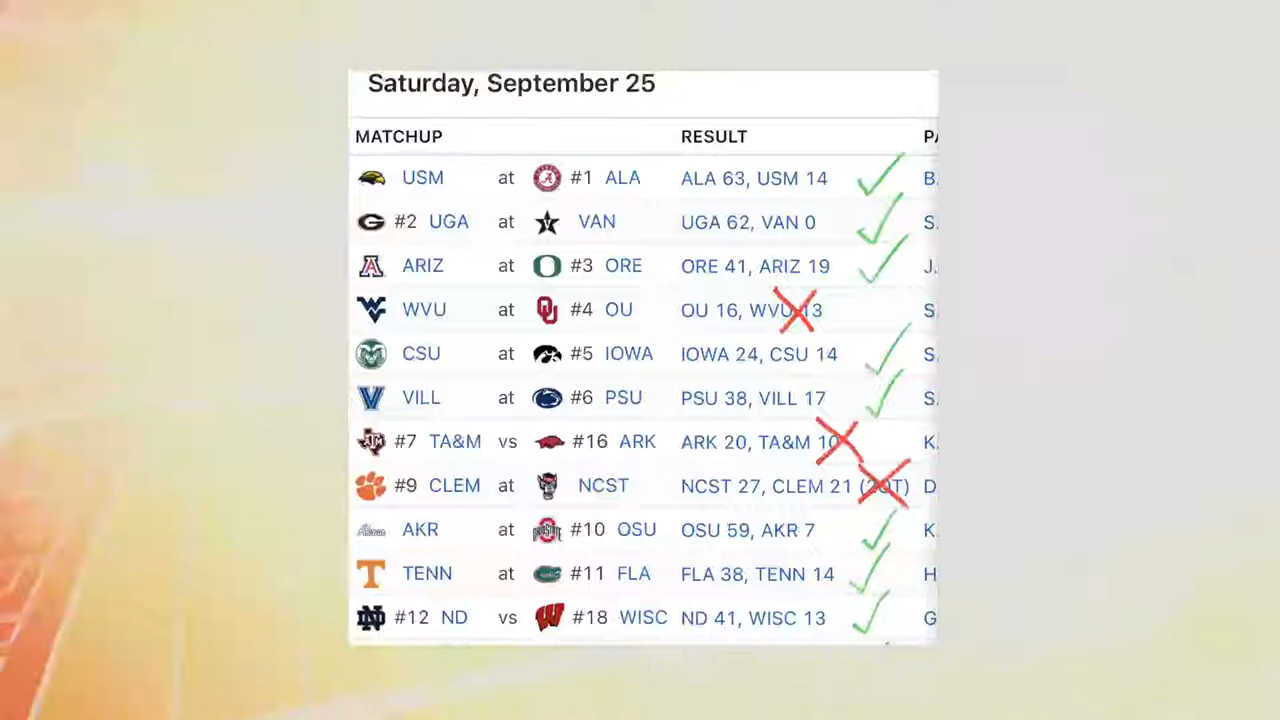 Saturday, September 25
MATCHUP RESULT
USM at #1 ALA ALA 63, USM 14
#2 UGA at VAN UGA 62, VAN 0
ARIZ at #3 ORE ORE 41, ARIZ 19
WVU at #4 OU OU 16, WVU 13
CSU at #5 IOWA IOWA 24, CSU 14
VILL at #6 PSU PSU 38, VILL 17
#7 TA&M vs #16 ARK ARK 20, TA&M 10
#9 CLEM at NCST NCST 27, CLEM 21 (2OT)
AKR at #10 OSU OSU 59, AKR 7
TENN at #11 FLA FLA 38, TENN 14
#12 ND vs #18 WISC ND 41, WISC 13